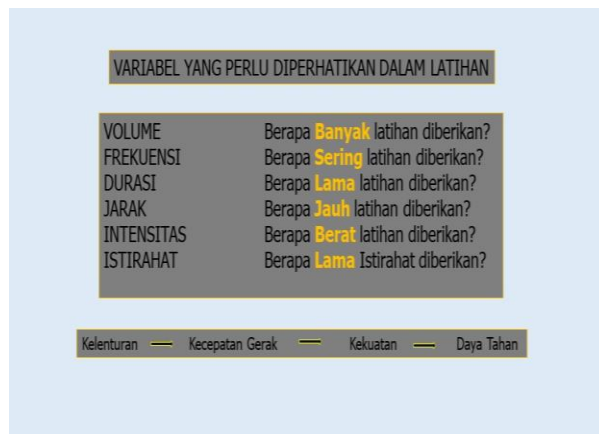 VARIABEL YANG PERLU DIPERHATIKAN DALAM LATIHAN
VOLUME Berapa Banyak latihan diberikan?
FREKUENSI Berapa Sering latihan diberikan?
DURASI Berapa Lama latihan diberikan?
JARAK Berapa Jauh latihan diberikan?
INTENSITAS Berapa Berat latihan diberikan?
ISTIRAHAT Berapa Lama Istirahat diberikan?
Kelenturan — Kecepatan Gerak — Kekuatan — Daya Tahan